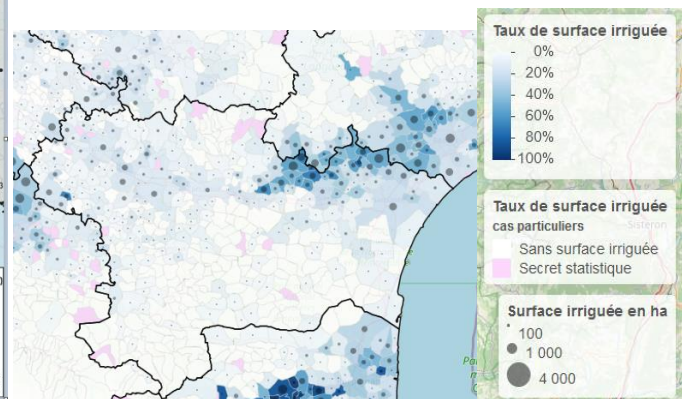 Taux de surface irriguée
0%
20%
40%
60%
80%
100%
Taux de surface irriguée
cas particuliers
Sans surface irriguée
Secret statistique
Sisteron
Surface irriguée en ha
100
1 000
4 000